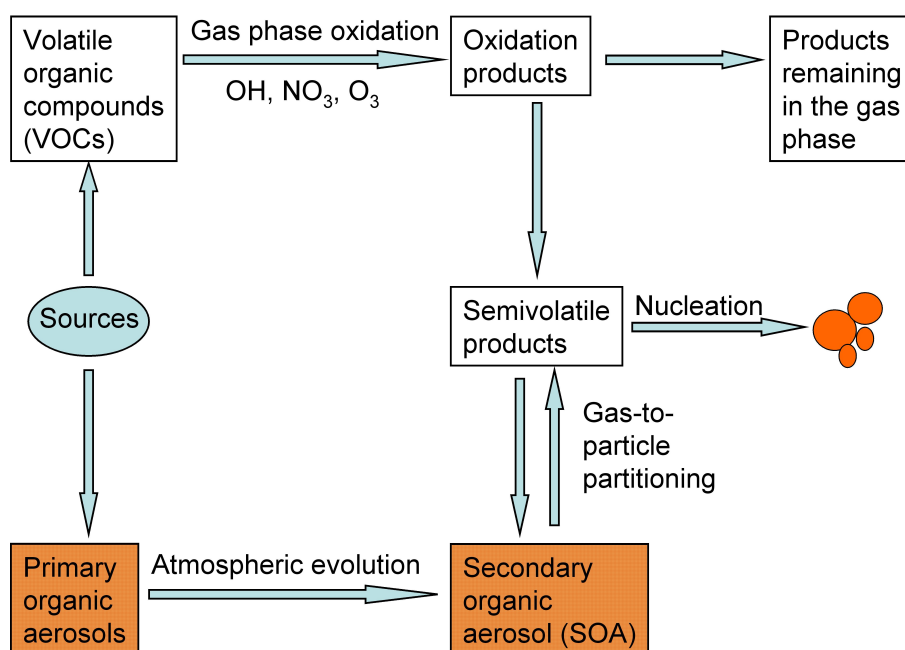 Volatile
organic
compounds
(VOCs)
Gas phase oxidation
OH, NO₃, O₃
Oxidation
products
Products
remaining
in the gas
phase
Sources
Semivolatile
products
Nucleation
Gas-to-
particle
partitioning
Primary
organic
aerosols
Atmospheric evolution
Secondary
organic
aerosol (SOA)